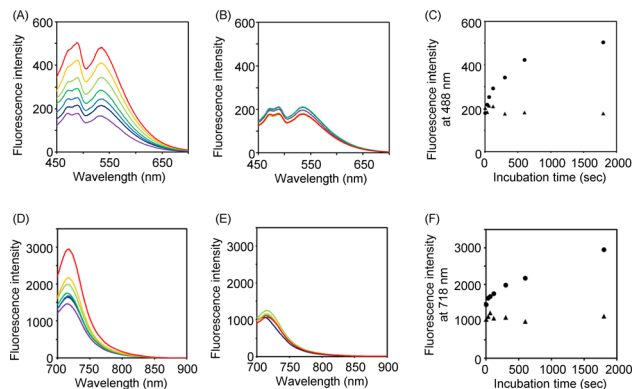 (A)
600
400
200
0
450
550
650
Wavelength (nm)
Fluorescence intensity
(B)
600
400
200
0
450
550
700
Wavelength (nm)
Fluorescence intensity
(C)
600
400
200
0
0
500
1000
1500
2000
Incubation time (sec)
Fluorescence intensity
at 488 nm
(D)
3000
2000
1000
0
700
750
800
850
900
Wavelength (nm)
Fluorescence intensity
(E)
3000
2000
1000
0
700
750
800
850
900
Wavelength (nm)
Fluorescence intensity
(F)
3000
2000
1000
0
0
500
1000
1500
2000
Incubation time (sec)
Fluorescence intensity
at 718 nm